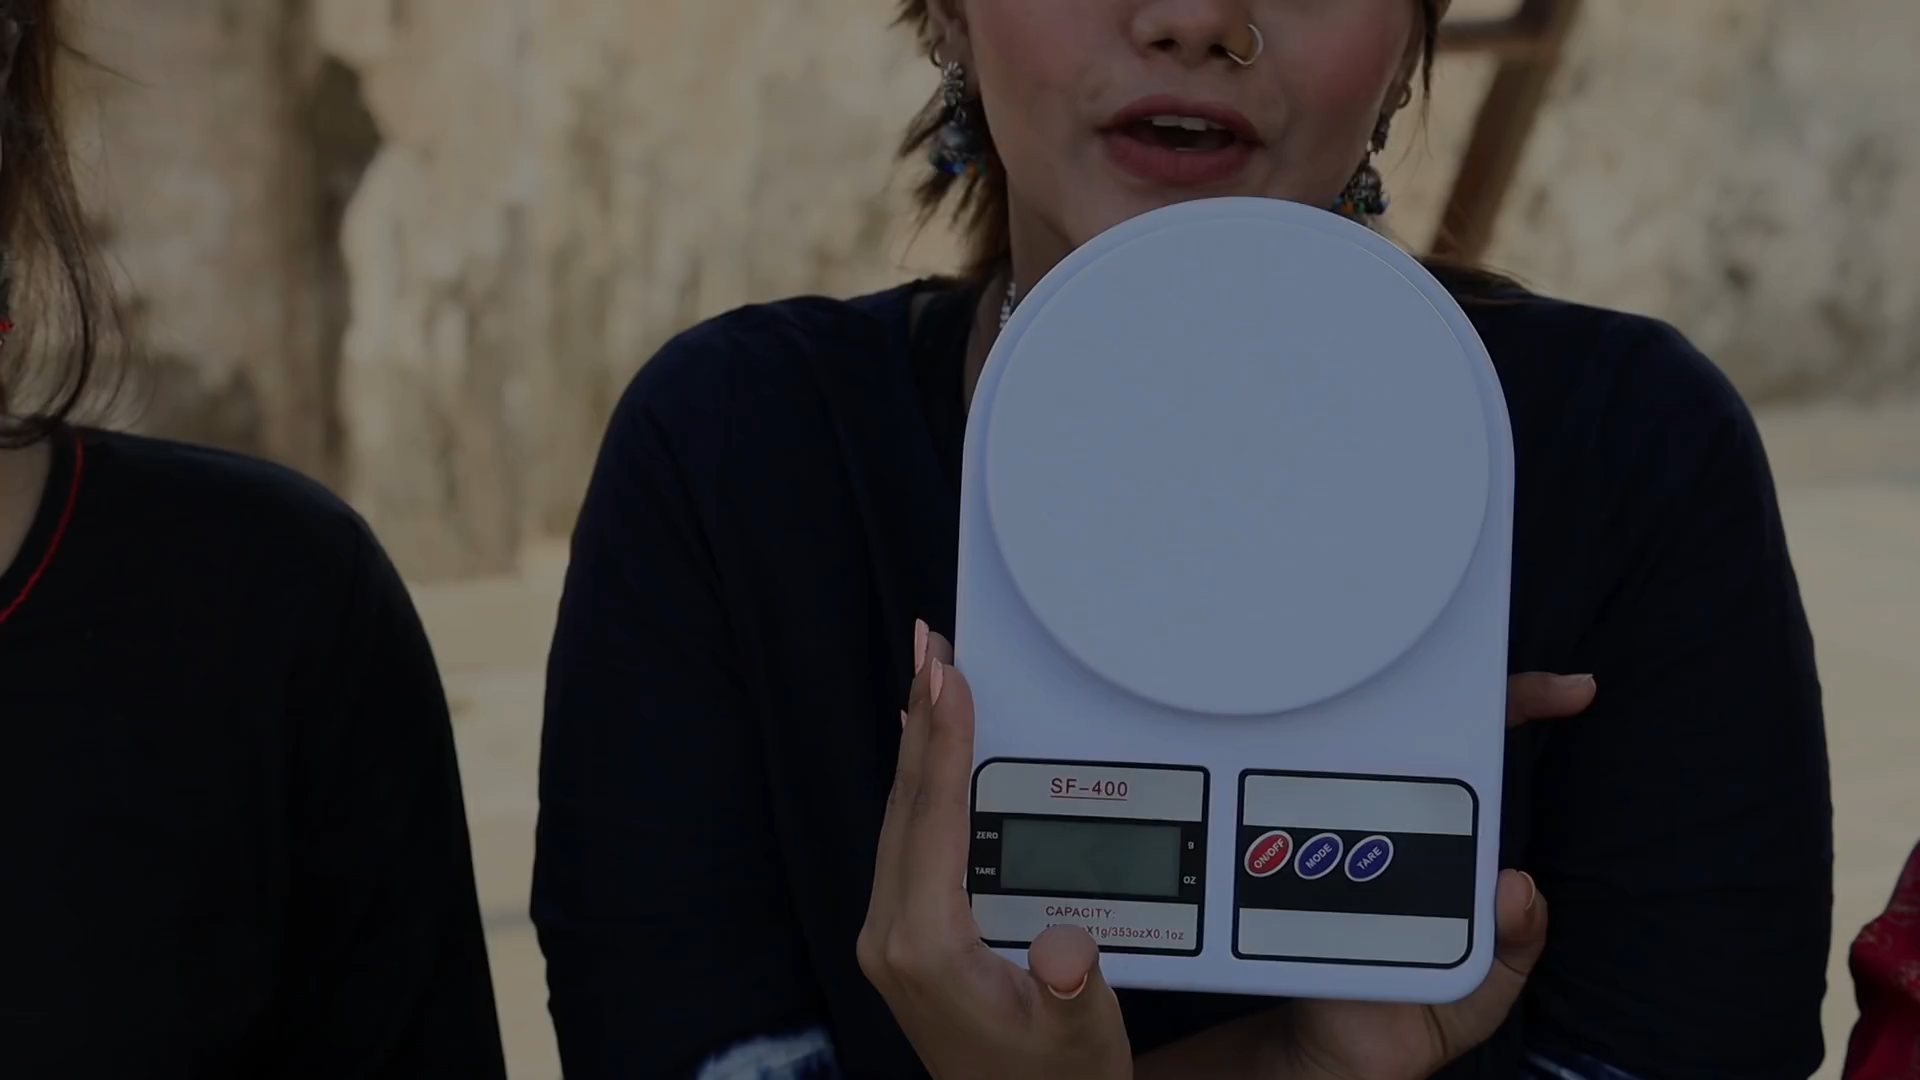 SF-400
ZERO
g
TARE
OZ
ON/OFF
MODE
TARE
CAPACITY:
X1g/353ozX0.1oz